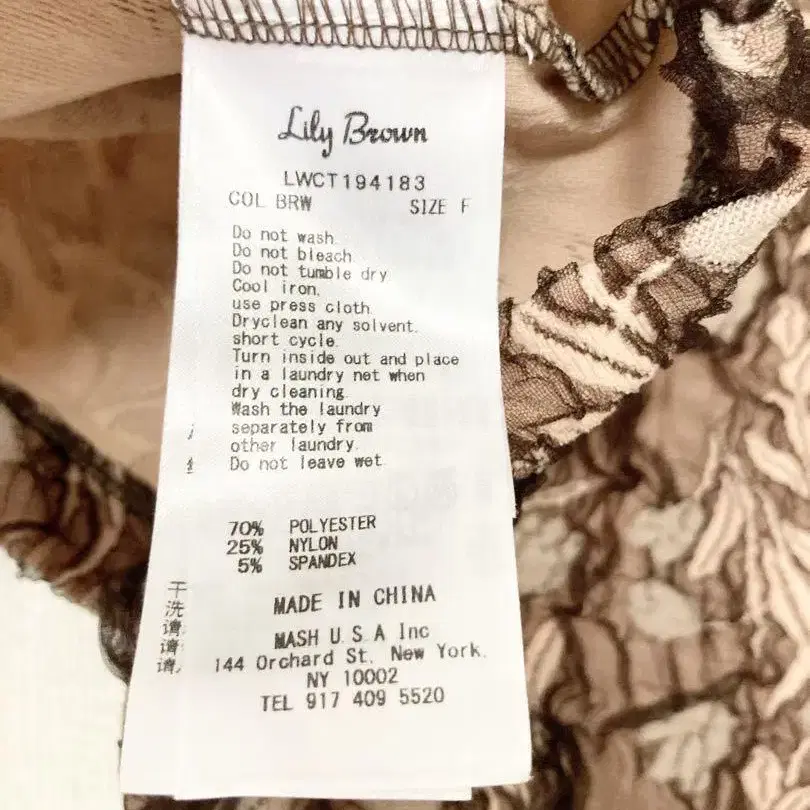 Lily Brown
LWCT194183
COL BRW SIZE F
Do not wash.
Do not bleach
Do not tumble dry
Cool iron,
use press cloth
Dryclean any solvent.
short cycle.
Turn inside out and place
in a laundry net when
dry cleaning.
Wash the laundry
separately from
other laundry.
Do not leave wet
70% POLYESTER
25% NYLON
5% SPANDEX
MADE IN CHINA
MASH U.S.A Inc
144 Orchard St, New York,
NY 10002
TEL 917 409 5520
干
洗
请
请
请